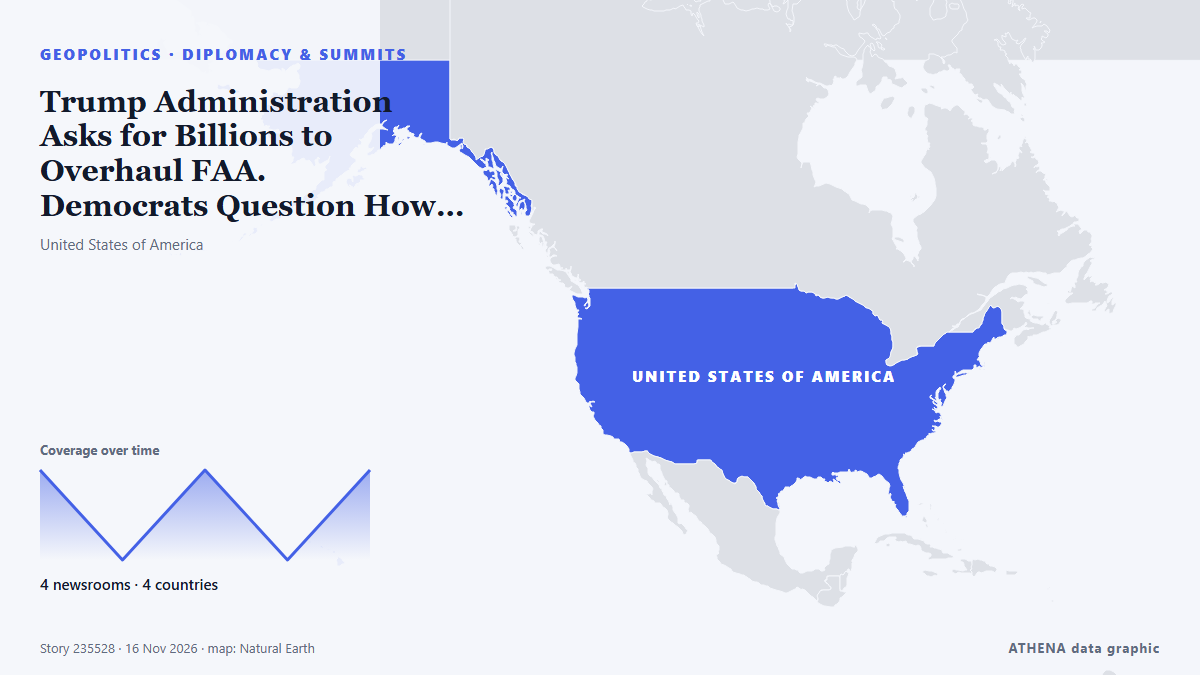 GEOPOLITICS · DIPLOMACY & SUMMITS
Trump Administration
Asks for Billions to
Overhaul FAA.
Democrats Question How…
United States of America
UNITED STATES OF AMERICA
Coverage over time
4 newsrooms · 4 countries
Story 235528 · 16 Nov 2026 · map: Natural Earth
ATHENA data graphic